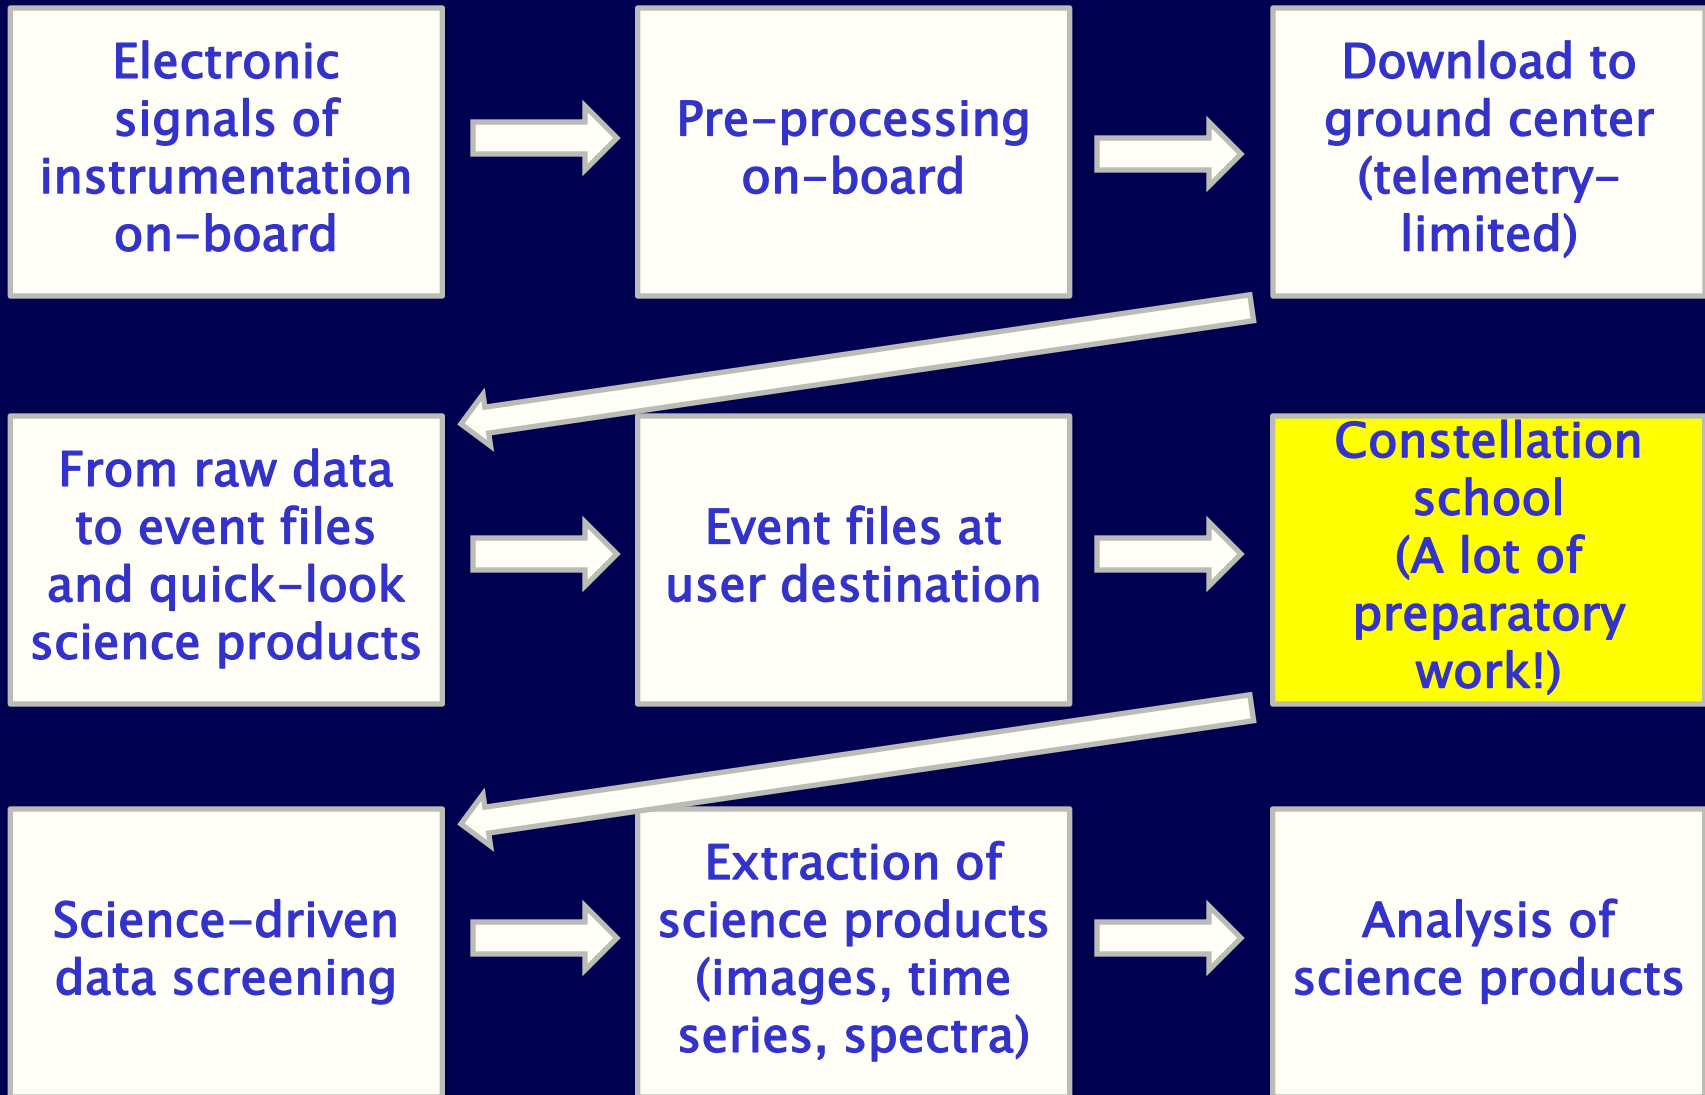 Electronic
signals of
instrumentation
on-board
Pre-processing
on-board
Download to
ground center
(telemetry-
limited)
From raw data
to event files
and quick-look
science products
Event files at
user destination
Constellation
school
(A lot of
preparatory
work!)
Science-driven
data screening
Extraction of
science products
(images, time
series, spectra)
Analysis of
science products